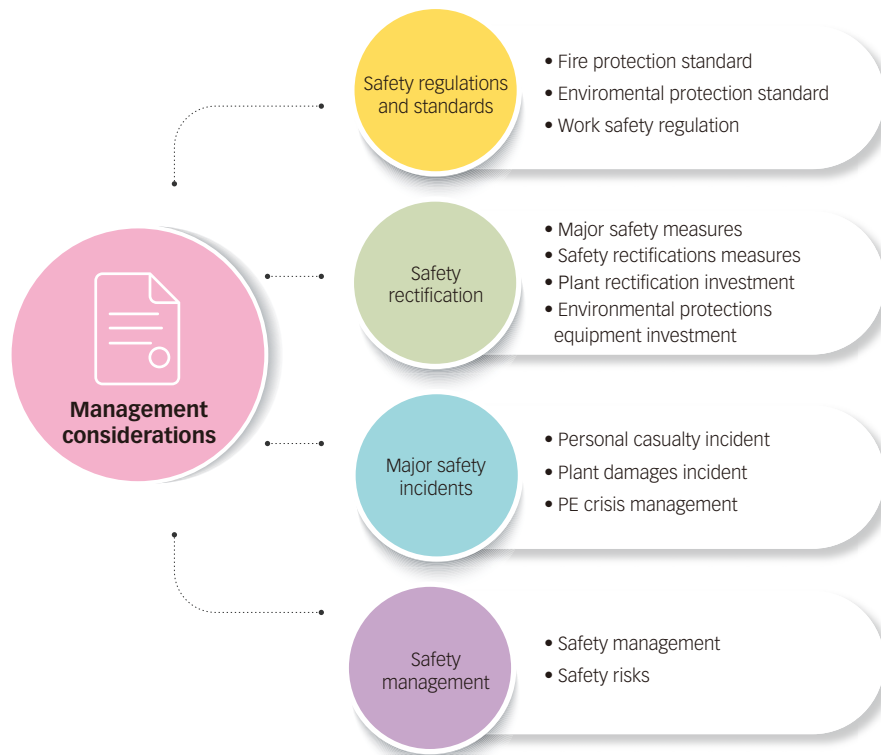 Management
considerations
Safety regulations
and standards
• Fire protection standard
• Enviromental protection standard
• Work safety regulation
Safety
rectification
• Major safety measures
• Safety rectifications measures
• Plant rectification investment
• Environmental protections
equipment investment
Major safety
incidents
• Personal casualty incident
• Plant damages incident
• PE crisis management
Safety
management
• Safety management
• Safety risks